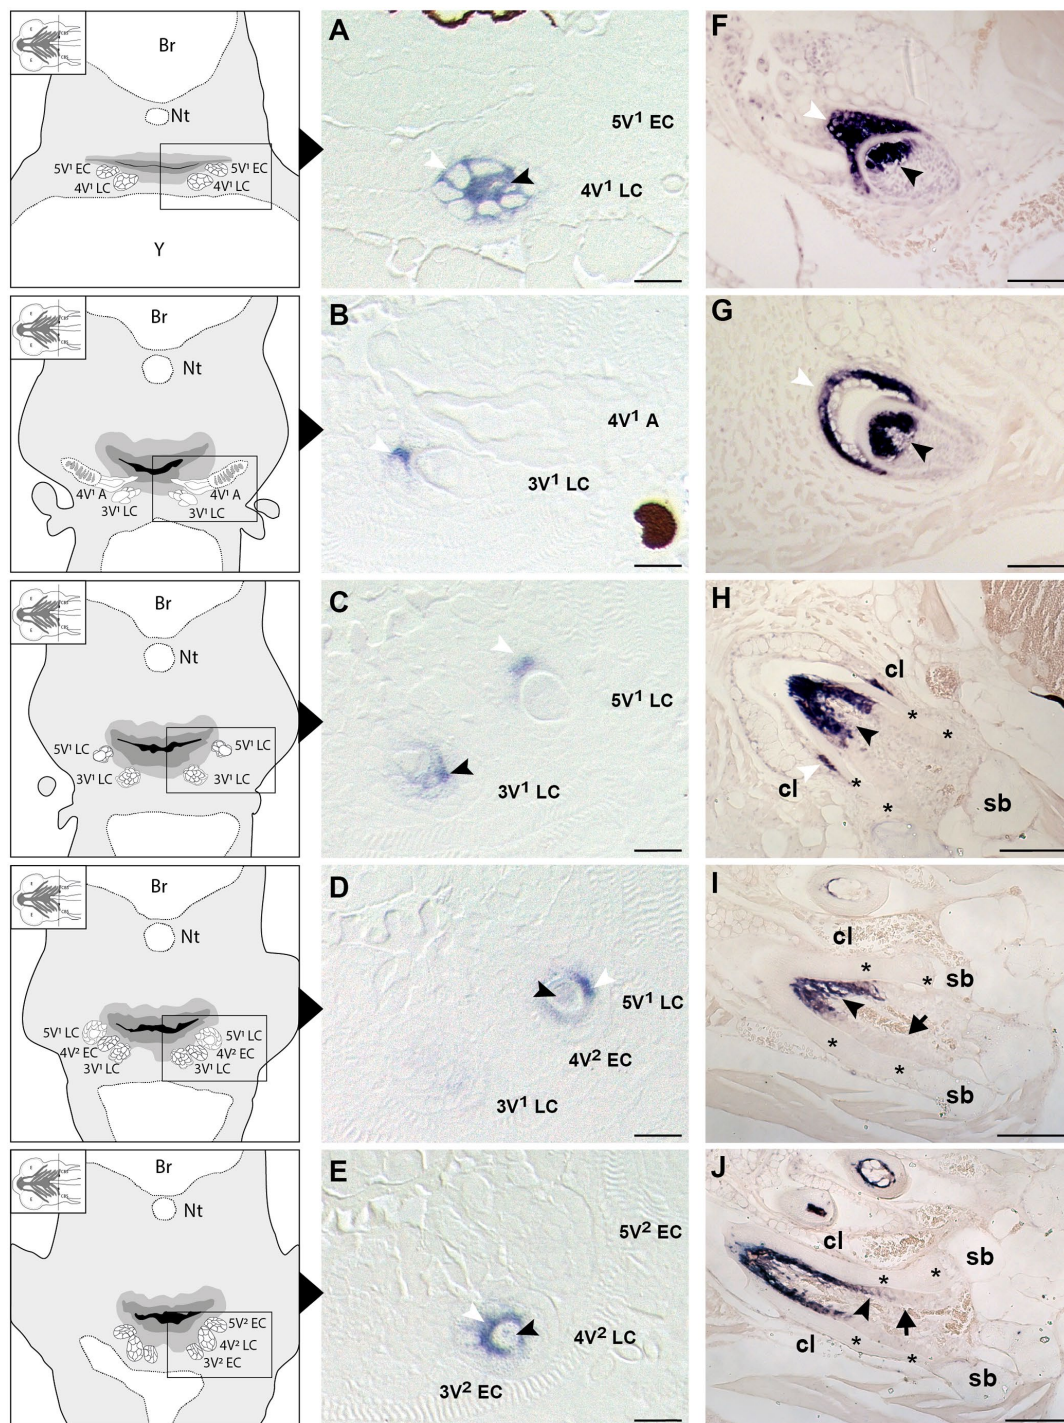 Br
Nt
5V¹ EC
5V¹ EC
4V¹ LC
4V¹ LC
Y
A
5V¹ EC
4V¹ LC
F
Br
Nt
4V¹ A
4V¹ A
3V¹ LC
3V¹ LC
B
4V¹ A
3V¹ LC
G
Br
Nt
5V¹ LC
5V¹ LC
3V¹ LC
3V¹ LC
C
5V¹ LC
3V¹ LC
H
cl
*
*
cl
*
*
sb
Br
Nt
5V¹ LC
5V¹ LC
4V² EC
4V² EC
3V¹ LC
3V¹ LC
D
5V¹ LC
4V² EC
3V¹ LC
I
cl
*
*
sb
*
*
sb
Br
Nt
5V² EC
4V² LC
3V² EC
E
5V² EC
4V² LC
3V² EC
J
cl
*
*
sb
cl
*
*
sb